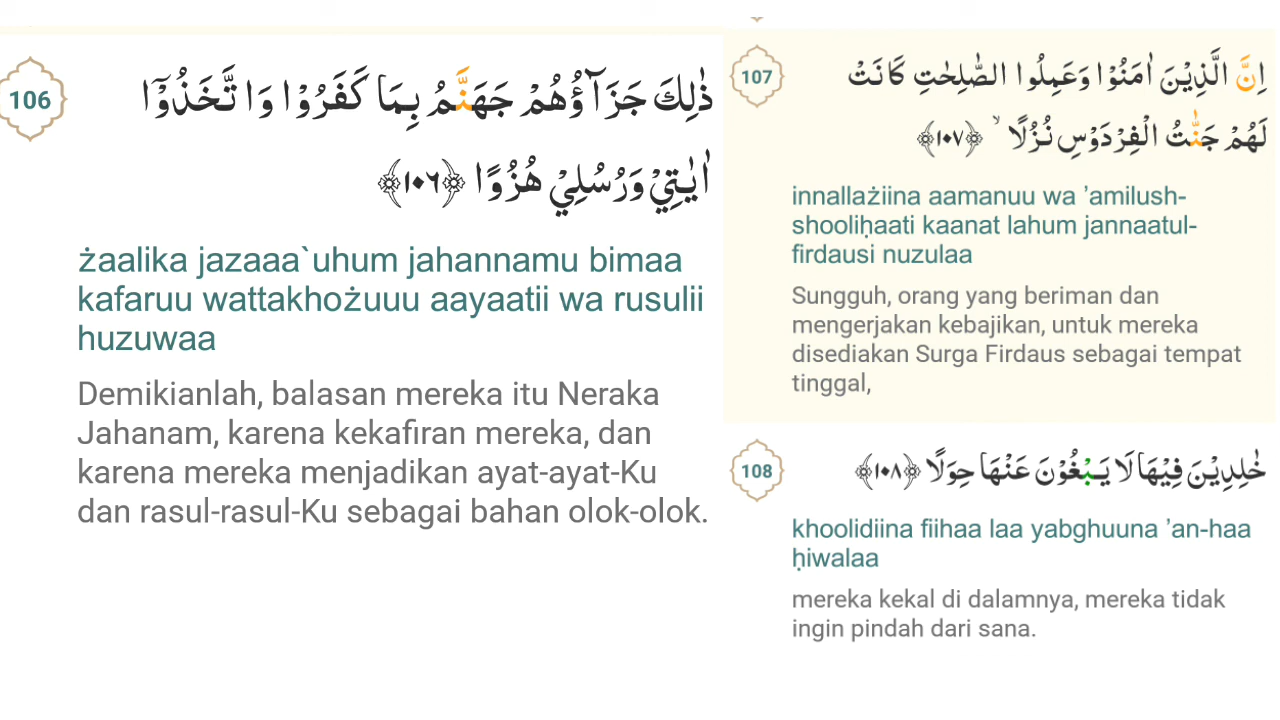 106
ذٰلِكَ جَزَاۤؤُهُمْ جَهَنَّمُ بِمَا كَفَرُوْا وَا تَّخَذُوْۤا
اٰيٰتِيْ وَرُسُلِيْ هُزُوًا ﴿١٠٦﴾
żaalika jazaaa`uhum jahannamu bimaa
kafaruu wattakhożuuu aayaatii wa rusulii
huzuwaa
Demikianlah, balasan mereka itu Neraka
Jahanam, karena kekafiran mereka, dan
karena mereka menjadikan ayat-ayat-Ku
dan rasul-rasul-Ku sebagai bahan olok-olok.
107
اِنَّ الَّذِيْنَ اٰمَنُوْا وَعَمِلُوا الصّٰلِحٰتِ كَا نَتْ
لَهُمْ جَنّٰتُ الْفِرْدَوْسِ نُزُلًا ۙ ﴿١٠٧﴾
innallażiina aamanuu wa ’amilush-
shooliḥaati kaanat lahum jannaatul-
firdausi nuzulaa
Sungguh, orang yang beriman dan
mengerjakan kebajikan, untuk mereka
disediakan Surga Firdaus sebagai tempat
tinggal,
108
خٰلِدِيْنَ فِيْهَا لَا يَـبْغُوْنَ عَنْهَا حِوَلًا ﴿١٠٨﴾
khoolidiina fiihaa laa yabghuuna ’an-haa
ḥiwalaa
mereka kekal di dalamnya, mereka tidak
ingin pindah dari sana.